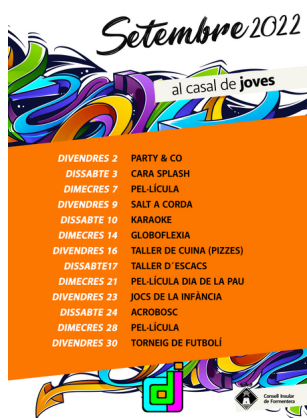 Setembre 2022
al casal de joves
DIVENDRES 2 PARTY & CO
DISSABTE 3 CARA SPLASH
DIMECRES 7 PEL·LÍCULA
DIVENDRES 9 SALT A CORDA
DISSABTE 10 KARAOKE
DIMECRES 14 GLOBOFLEXIA
DIVENDRES 16 TALLER DE CUINA (PIZZES)
DISSABTE17 TALLER D´ESCACS
DIMECRES 21 PEL·LÍCULA DIA DE LA PAU
DIVENDRES 23 JOCS DE LA INFÀNCIA
DISSABTE 24 ACROBOSC
DIMECRES 28 PEL·LÍCULA
DIVENDRES 30 TORNEIG DE FUTBOLÍ
Consell Insular
de Formentera